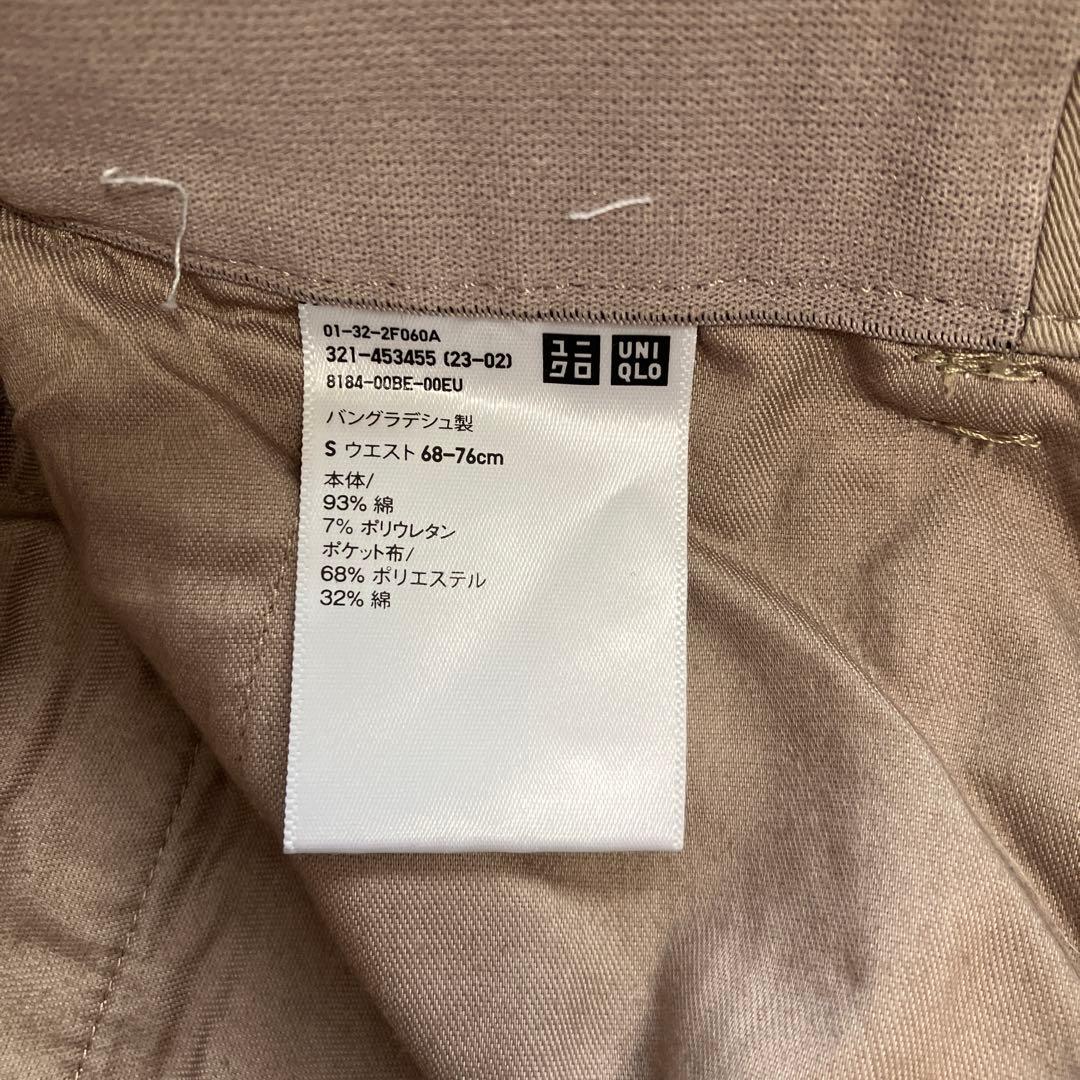 01-32-2F060A
321-453455 (23-02)
8184-00BE-00EU
ユニ
クロ
UNI
QLO
バングラデシュ製
S ウエスト 68-76cm
本体/
93% 綿
7% ポリウレタン
ポケット布/
68% ポリエステル
32% 綿